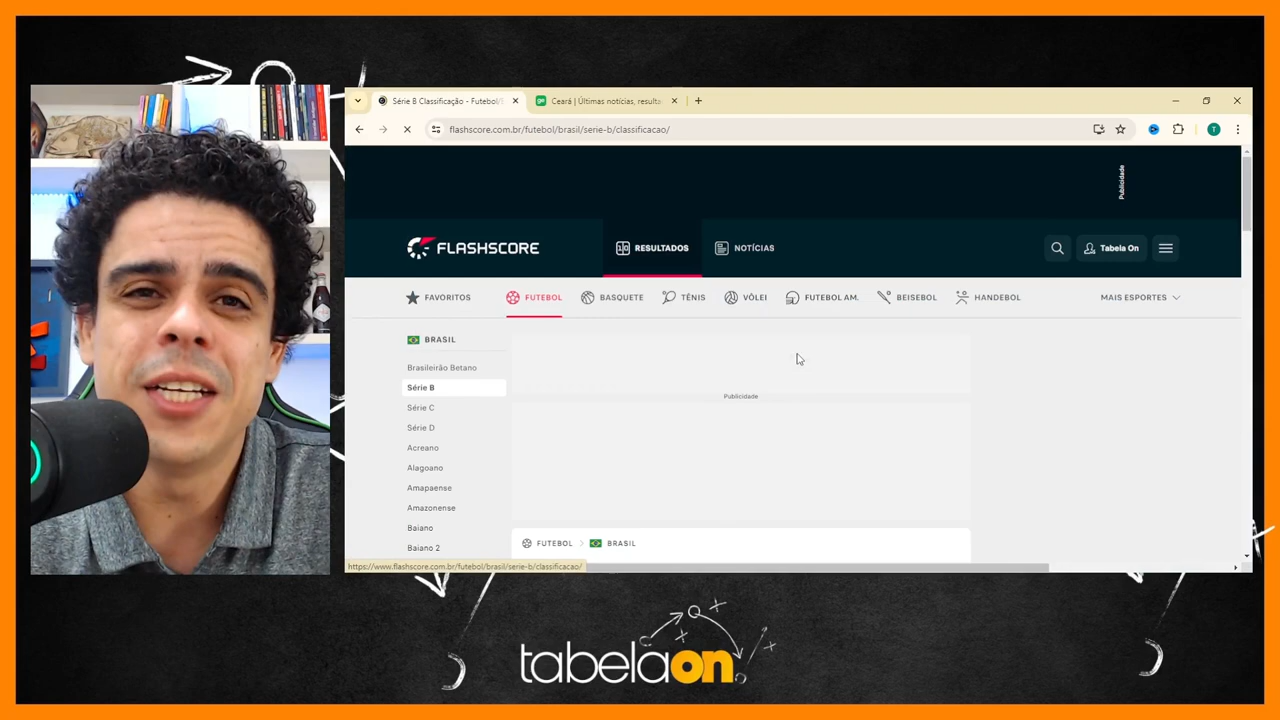 Série B Classificação - Futebol/
Ceará | Últimas notícias, resulta
flashscore.com.br/futebol/brasil/serie-b/classificacao/
T
Publicidade
FLASHSCORE
RESULTADOS
NOTÍCIAS
Tabela On
FAVORITOS
FUTEBOL
BASQUETE
TÊNIS
VÔLEI
FUTEBOL AM.
BEISEBOL
HANDEBOL
MAIS ESPORTES
BRASIL
Brasileirão Betano
Série B
Série C
Série D
Acreano
Alagoano
Amapaense
Amazonense
Baiano
Baiano 2
Publicidade
FUTEBOL > BRASIL
https://www.flashscore.com.br/futebol/brasil/serie-b/classificacao/
tabelaon